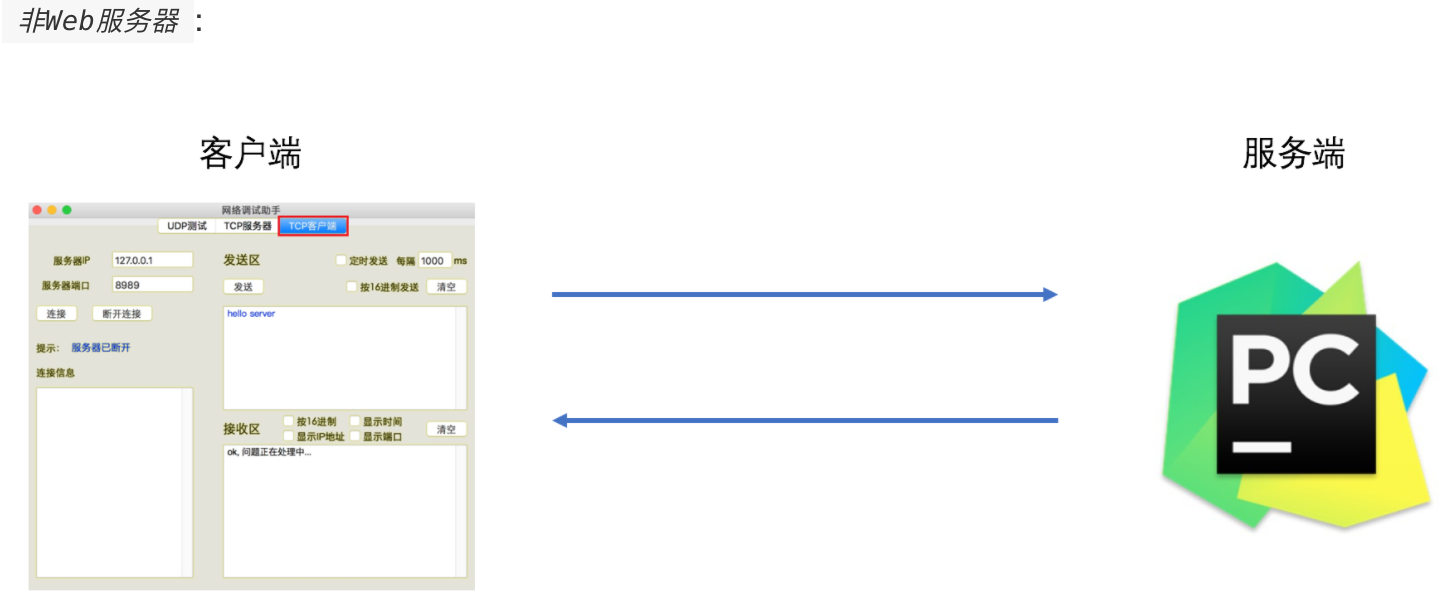 非Web服务器：
客户端
服务端
网络调试助手
UDP测试 TCP服务器 TCP客户端
服务器IP 127.0.0.1
服务器端口 8989
连接 断开连接
提示： 服务器已断开
连接信息
发送区 定时发送 每隔 1000 ms
发送 按16进制发送 清空
hello server
接收区 按16进制 显示时间 清空
显示IP地址 显示端口
ok, 问题正在处理中...
PC